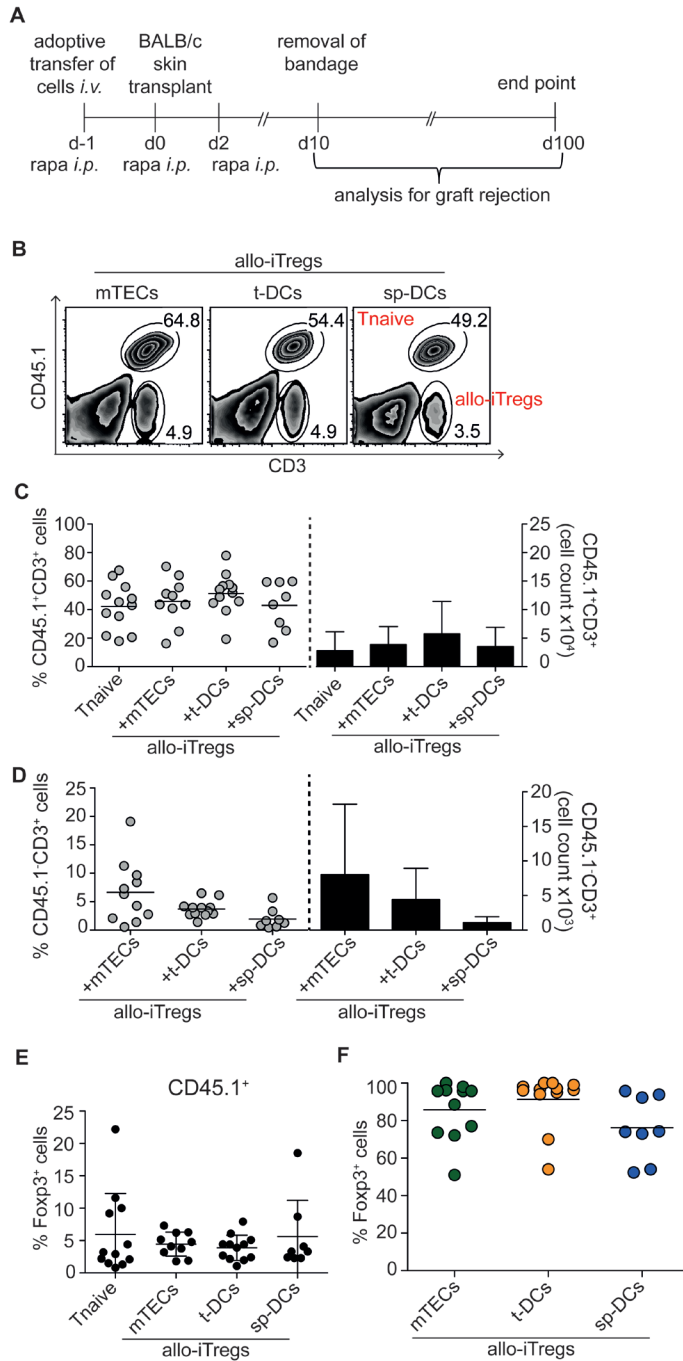 A
adoptive transfer of cells i.v.
BALB/c skin transplant
removal of bandage
end point
d-1
d0
d2
d10
d100
rapa i.p.
rapa i.p.
rapa i.p.
analysis for graft rejection
B
allo-iTregs
mTECs
t-DCs
sp-DCs
64.8
54.4
Tnaive
49.2
allo-iTregs
4.9
4.9
3.5
CD45.1
CD3
C
% CD45.1⁺CD3⁺ cells
100
80
60
40
20
0
25
20
15
10
5
0
CD45.1⁺CD3⁺
(cell count x10⁴)
Tnaive
+mTECs
+t-DCs
+sp-DCs
Tnaive
+mTECs
+t-DCs
+sp-DCs
allo-iTregs
allo-iTregs
D
% CD45.1⁻CD3⁺ cells
25
20
15
10
5
0
20
15
10
5
0
CD45.1⁻CD3⁺
(cell count x10³)
+mTECs
+t-DCs
+sp-DCs
+mTECs
+t-DCs
+sp-DCs
allo-iTregs
allo-iTregs
E
CD45.1⁺
% Foxp3⁺ cells
25
20
15
10
5
0
Tnaive
mTECs
t-DCs
sp-DCs
allo-iTregs
F
% Foxp3⁺ cells
100
80
60
40
20
0
mTECs
t-DCs
sp-DCs
allo-iTregs